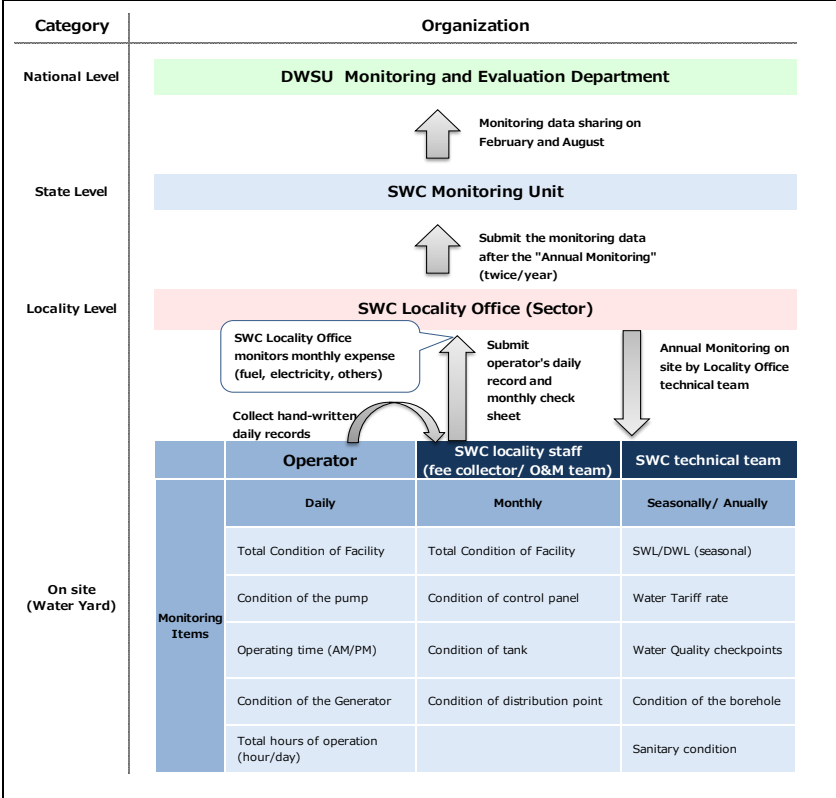 Category
Organization
National Level
DWSU  Monitoring and Evaluation Department
Monitoring data sharing on
February and August
State Level
SWC Monitoring Unit
Submit the monitoring data
after the "Annual Monitoring"
(twice/year)
Locality Level
SWC Locality Office (Sector)
SWC Locality Office
monitors monthly expense
(fuel, electricity, others)
Submit
operator's daily
record and
monthly check
sheet
Annual Monitoring on
site by Locality Office
technical team
Collect hand-written
daily records
Operator
SWC locality staff
(fee collector/ O&M team)
SWC technical team
Daily
Monthly
Seasonally/ Anually
On site
(Water Yard)
Monitoring
Items
Total Condition of Facility
Total Condition of Facility
SWL/DWL (seasonal)
Condition of the pump
Condition of control panel
Water Tariff rate
Operating time (AM/PM)
Condition of tank
Water Quality checkpoints
Condition of the Generator
Condition of distribution point
Condition of the borehole
Total hours of operation
(hour/day)
Sanitary condition